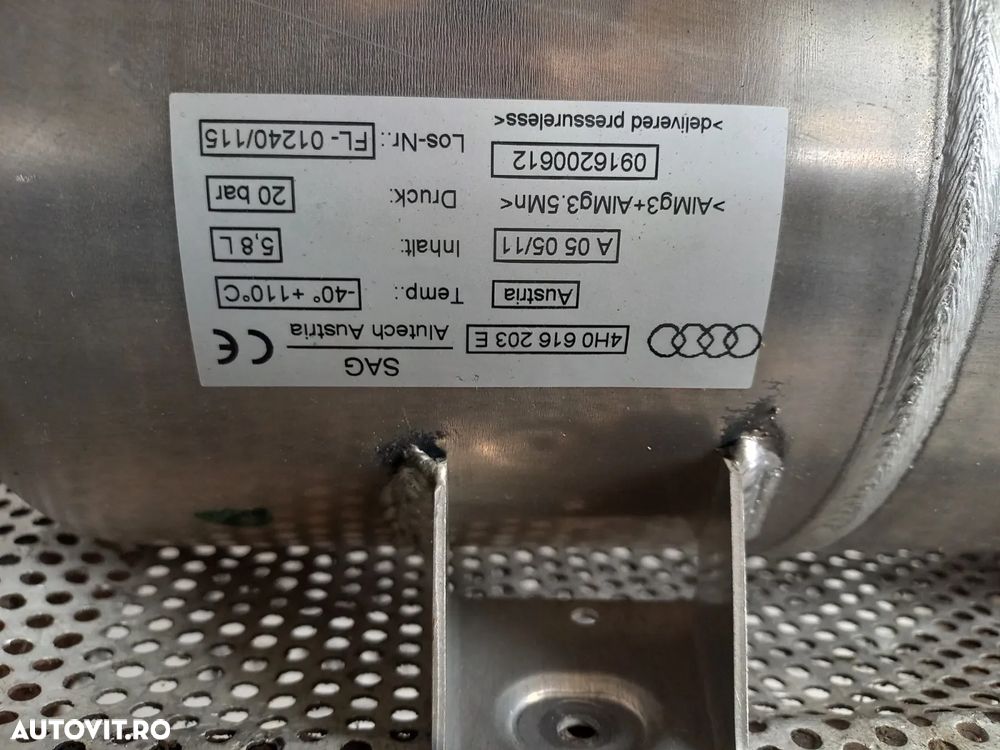 SAG
4H0 616 203 E
Alutech Austria
CE
Austria
Temp.:
-40° +110°C
A 05 05/11
Inhalt:
5,8 L
>AlMg3+AlMg3.5Mn<
Druck:
20 bar
0916200612
Los-Nr.:
FL- 01240/115
>delivered pressureless<
AUTOVIT.RO